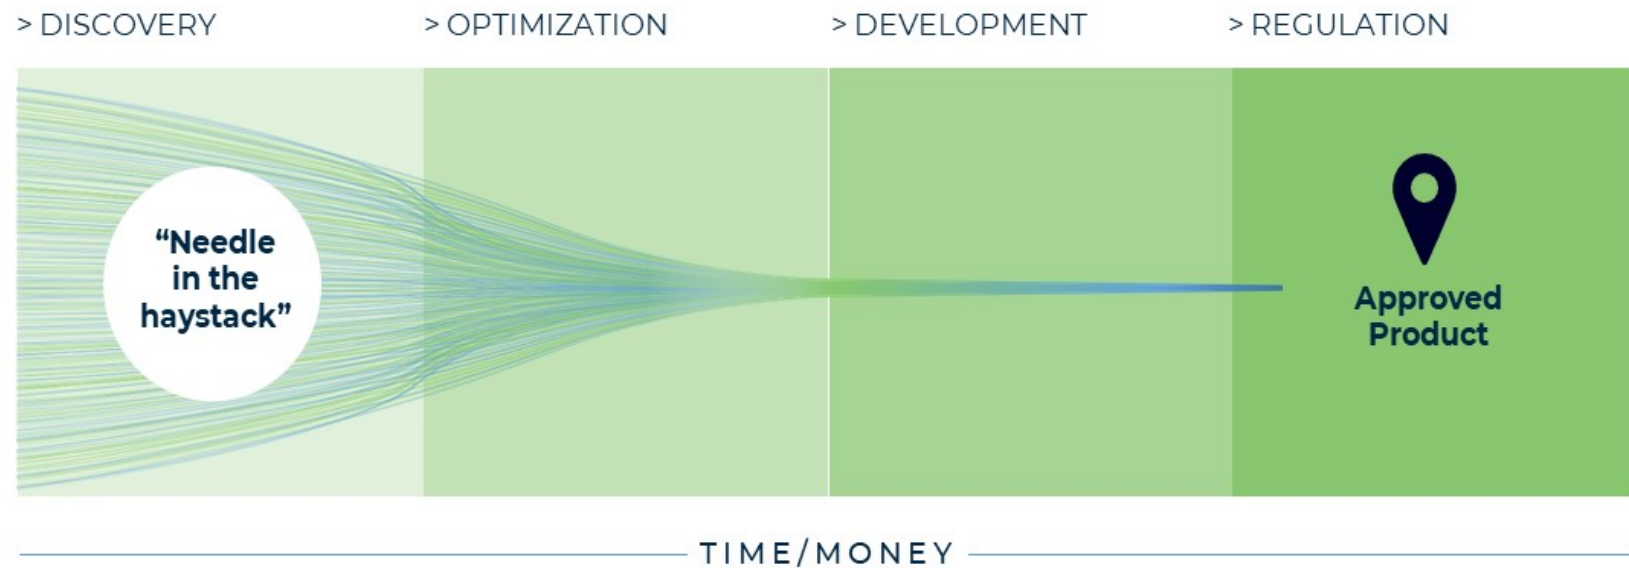 > DISCOVERY
> OPTIMIZATION
> DEVELOPMENT
> REGULATION
“Needle
in the
haystack”
Approved
Product
TIME/MONEY